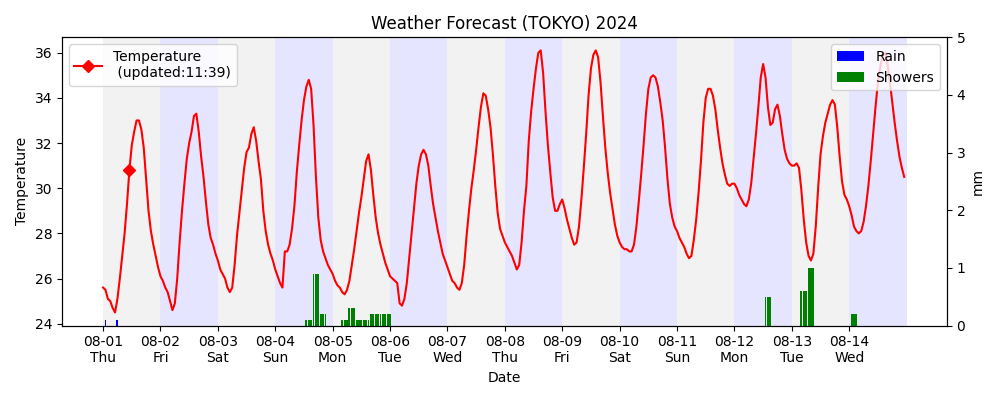 Weather Forecast (TOKYO) 2024
Temperature
(updated:11:39)
Rain
Showers
Temperature
36
34
32
30
28
26
24
5
4
3
2
1
0
mm
08-01 08-02 08-03 08-04 08-05 08-06 08-07 08-08 08-09 08-10 08-11 08-12 08-13 08-14
Thu Fri Sat Sun Mon Tue Wed Thu Fri Sat Sun Mon Tue Wed
Date